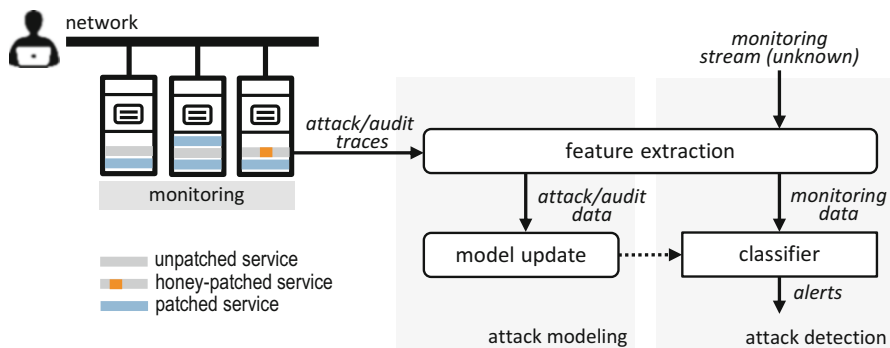 network
monitoring
stream (unknown)
attack/audit
traces
feature extraction
monitoring
attack/audit
data
monitoring
data
model update
classifier
unpatched service
honey-patched service
patched service
alerts
attack modeling
attack detection